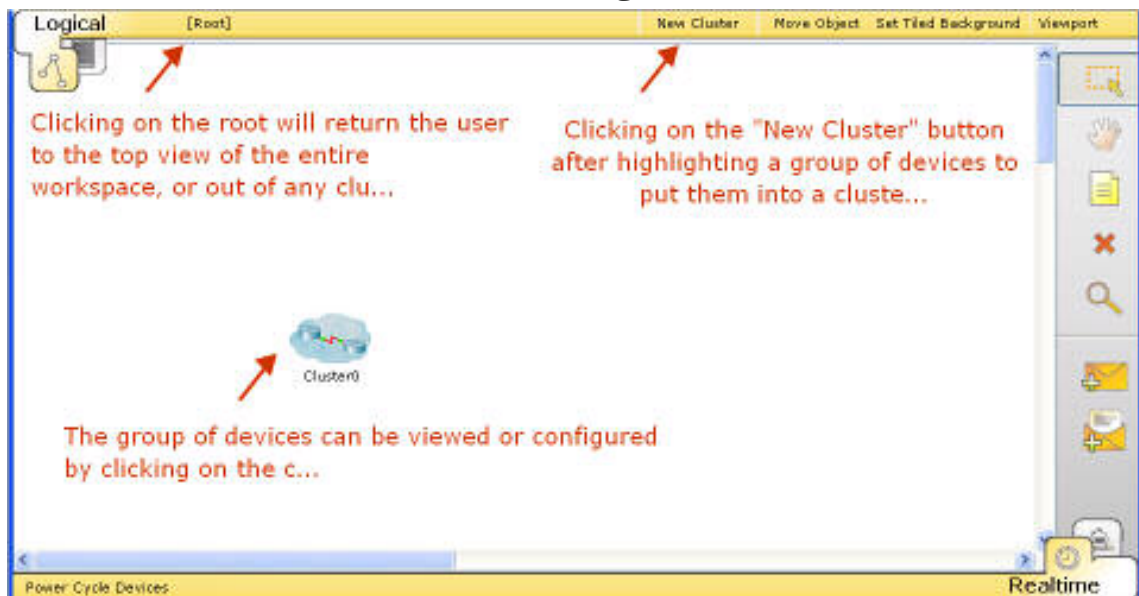 Logical [Root] New Cluster Move Object Set Tiled Background Viewport
Clicking on the root will return the user
to the top view of the entire
workspace, or out of any clu...
Clicking on the "New Cluster" button
after highlighting a group of devices to
put them into a cluste...
Cluster0
The group of devices can be viewed or configured
by clicking on the c...
Power Cycle Devices Realtime